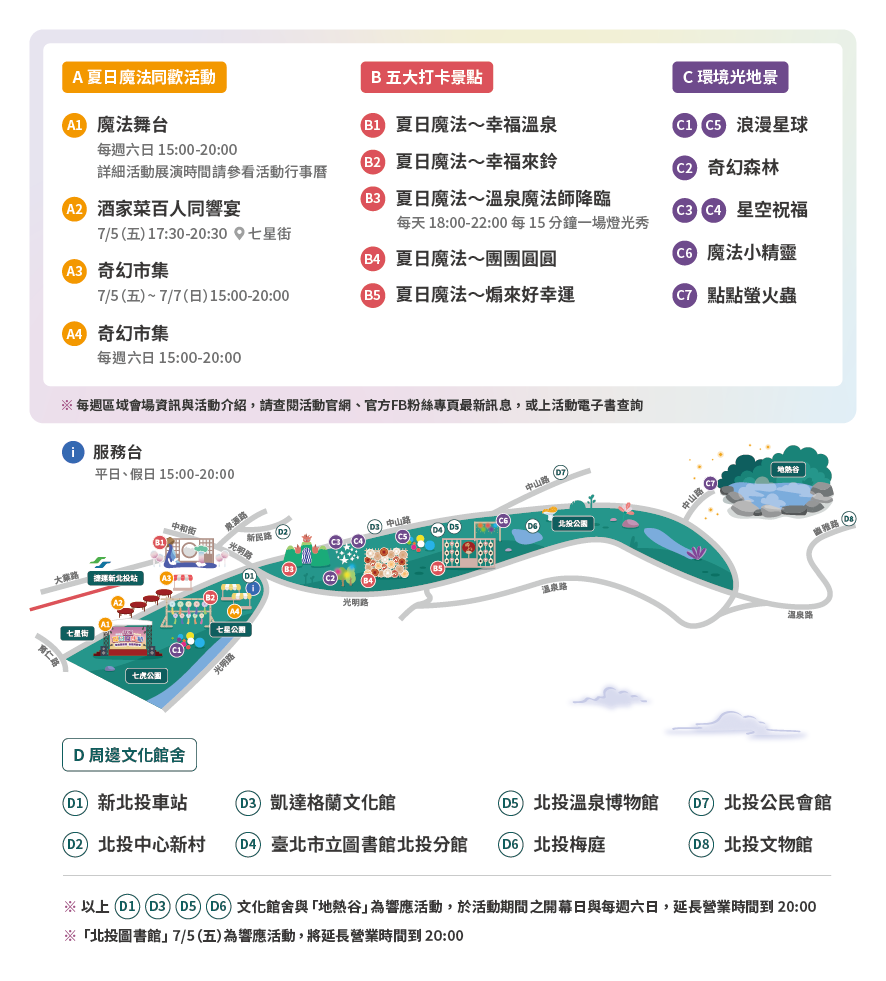 A 夏日魔法同歡活動
A1 魔法舞台
每週六日 15:00-20:00
詳細活動展演時間請參看活動行事曆
A2 酒家菜百人同響宴
7/5(五)17:30-20:30 七星街
A3 奇幻市集
7/5(五)~ 7/7(日)15:00-20:00
A4 奇幻市集
每週六日 15:00-20:00
B 五大打卡景點
B1 夏日魔法～幸福溫泉
B2 夏日魔法～幸福來鈴
B3 夏日魔法～溫泉魔法師降臨
每天 18:00-22:00 每 15 分鐘一場燈光秀
B4 夏日魔法～團團圓圓
B5 夏日魔法～煽來好幸運
C 環境光地景
C1 C5 浪漫星球
C2 奇幻森林
C3 C4 星空祝福
C6 魔法小精靈
C7 點點螢火蟲
※ 每週區域會場資訊與活動介紹，請查閱活動官網、官方FB粉絲專頁最新訊息，或上活動電子書查詢
i 服務台
平日、假日 15:00-20:00
D7
中山路
地熱谷
C7
中山路
D8
溫泉路
中和街
泉源路
新民路
D2
光明路
B1
D3
中山路
C3
C4
C5
D4
D5
C6
D6
北投公園
大業路
捷運新北投站
A3
D1
i
B3
C2
B4
B5
A2
B2
A4
光明路
溫泉路
溫泉路
A1
七星街
七星公園
C1
育仁路
光明路
七虎公園
D 周邊文化館舍
D1 新北投車站
D3 凱達格蘭文化館
D5 北投溫泉博物館
D7 北投公民會館
D2 北投中心新村
D4 臺北市立圖書館北投分館
D6 北投梅庭
D8 北投文物館
※ 以上 D1 D3 D5 D6 文化館舍與「地熱谷」為響應活動，於活動期間之開幕日與每週六日，延長營業時間到 20:00
※「北投圖書館」7/5(五)為響應活動，將延長營業時間到 20:00